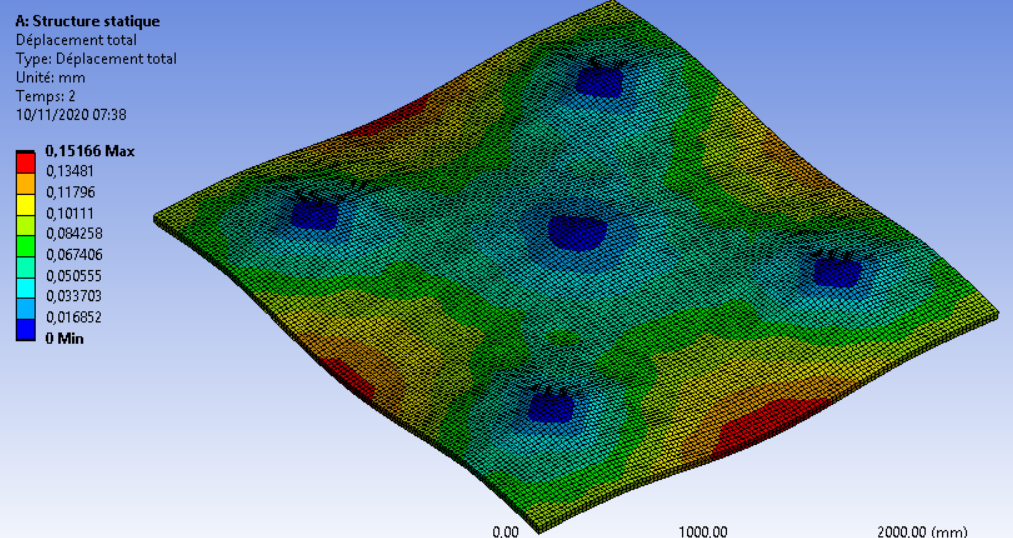 A: Structure statique
Déplacement total
Type: Déplacement total
Unité: mm
Temps: 2
10/11/2020 07:38
0,15166 Max
0,13481
0,11796
0,10111
0,084258
0,067406
0,050555
0,033703
0,016852
0 Min
0.00 1000.00 2000.00 (mm)